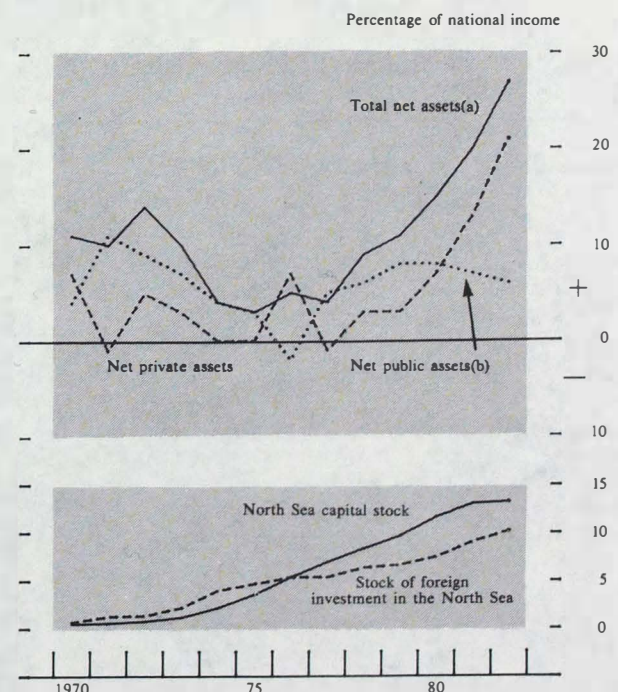 Percentage of national income
30
Total net assets(a)
20
10
+
0
Net private assets
Net public assets(b)
—
10
15
North Sea capital stock
10
5
Stock of foreign
investment in the North Sea
0
1970
75
80